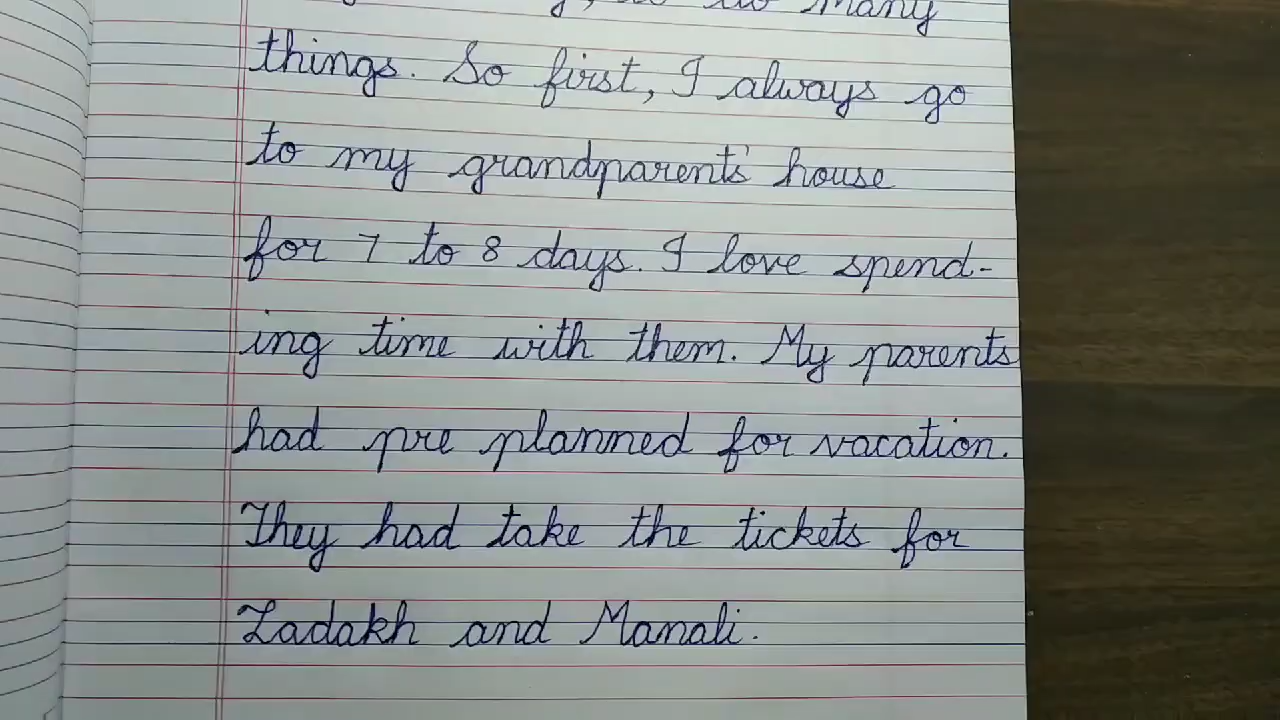 many
things. So first, I always go
to my grandparents' house
for 7 to 8 days. I love spend-
ing time with them. My parents
had pre planned for vacation.
They had take the tickets for
Ladakh and Manali.